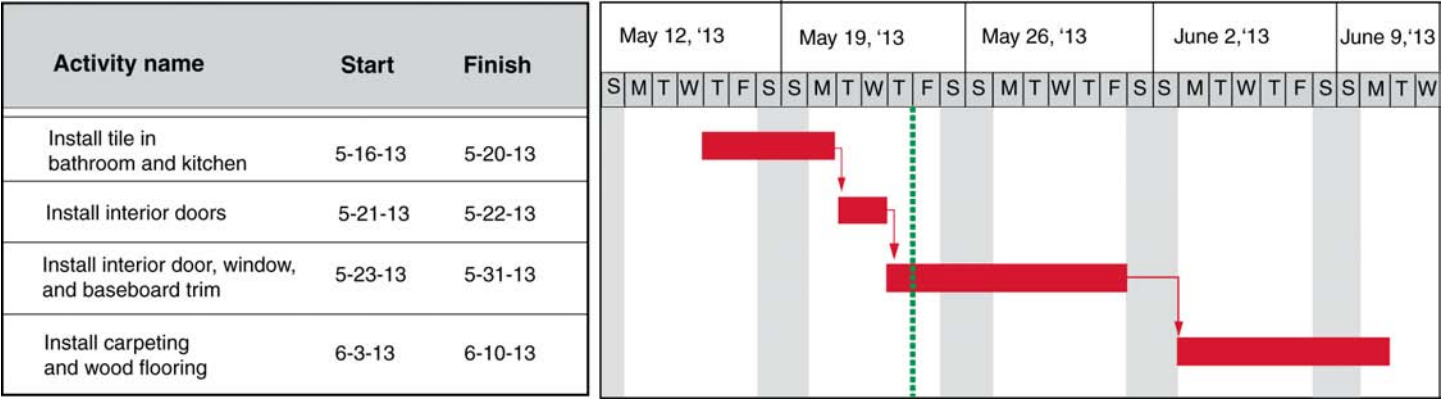 Activity name Start Finish
May 12, ‘13 May 19, ‘13 May 26, ‘13 June 2,‘13 June 9,‘13
S M T W T F S S M T W T F S S M T W T F S S M T W T F S S M T W
Install tile in
bathroom and kitchen 5-16-13 5-20-13
Install interior doors 5-21-13 5-22-13
Install interior door, window,
and baseboard trim 5-23-13 5-31-13
Install carpeting
and wood flooring 6-3-13 6-10-13